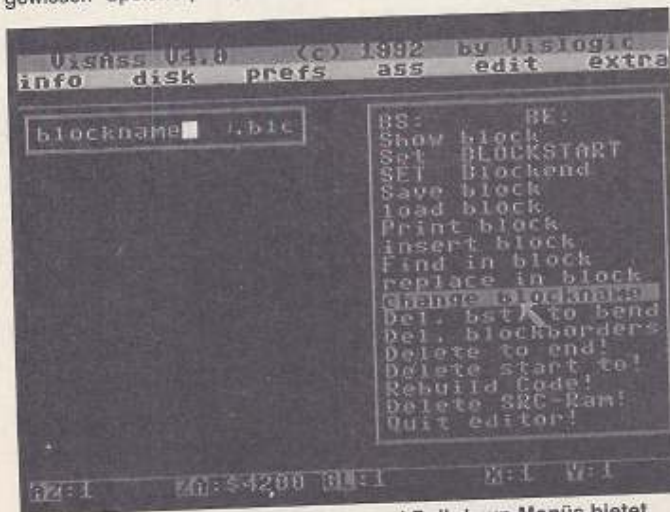 VisAss V4.0 (C) 1992 by Vislogic
info disk prefs ass edit extra
blockname .blc
BS: BE:
Show block
Set BLOCKSTART
SET Blockend
Save block
load block
Print block
insert block
Find in block
replace in block
Change blockname
Del. bstrt to bend
Del. blockborders
Delete to end!
Delete start to!
Rebuild Code!
Delete SRC-Ram!
Quit editor!
AZ:1 ZA:$4200 BL:1 X:1 Y:1
Menüs bietet